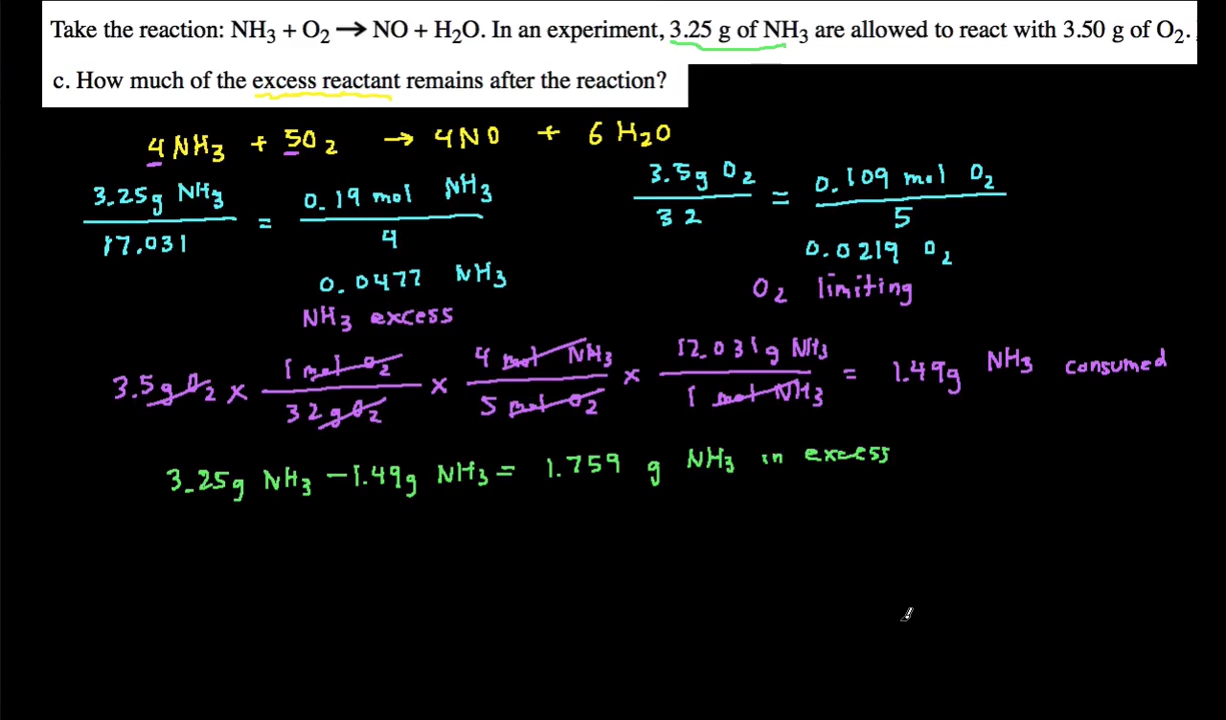 Take the reaction: NH3 + O2 → NO + H2O. In an experiment, 3.25 g of NH3 are allowed to react with 3.50 g of O2.
c. How much of the excess reactant remains after the reaction?
4 NH3 + 5O2 → 4NO + 6 H2O
3.25g NH3 / 17.031 = 0.19 mol NH3 / 4
3.5g O2 / 32 = 0.109 mol O2 / 5
0.0477 NH3
0.0219 O2
NH3 excess
O2 limiting
3.5g O2 x 1 mol O2 / 32 g O2 x 4 mol NH3 / 5 mol O2 x 17.031g NH3 / 1 mol NH3 = 1.49g NH3 consumed
3.25g NH3 - 1.49g NH3 = 1.759 g NH3 in excess